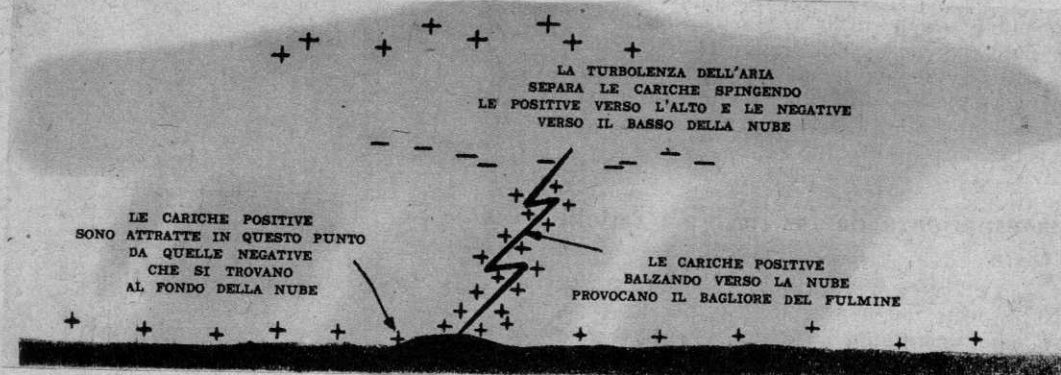 LA TURBOLENZA DELL'ARIA
SEPARA LE CARICHE SPINGENDO
LE POSITIVE VERSO L'ALTO E LE NEGATIVE
VERSO IL BASSO DELLA NUBE
LE CARICHE POSITIVE
SONO ATTRATTE IN QUESTO PUNTO
DA QUELLE NEGATIVE
CHE SI TROVANO
AL FONDO DELLA NUBE
LE CARICHE POSITIVE
BALZANDO VERSO LA NUBE
PROVOCANO IL BAGLIORE DEL FULMINE